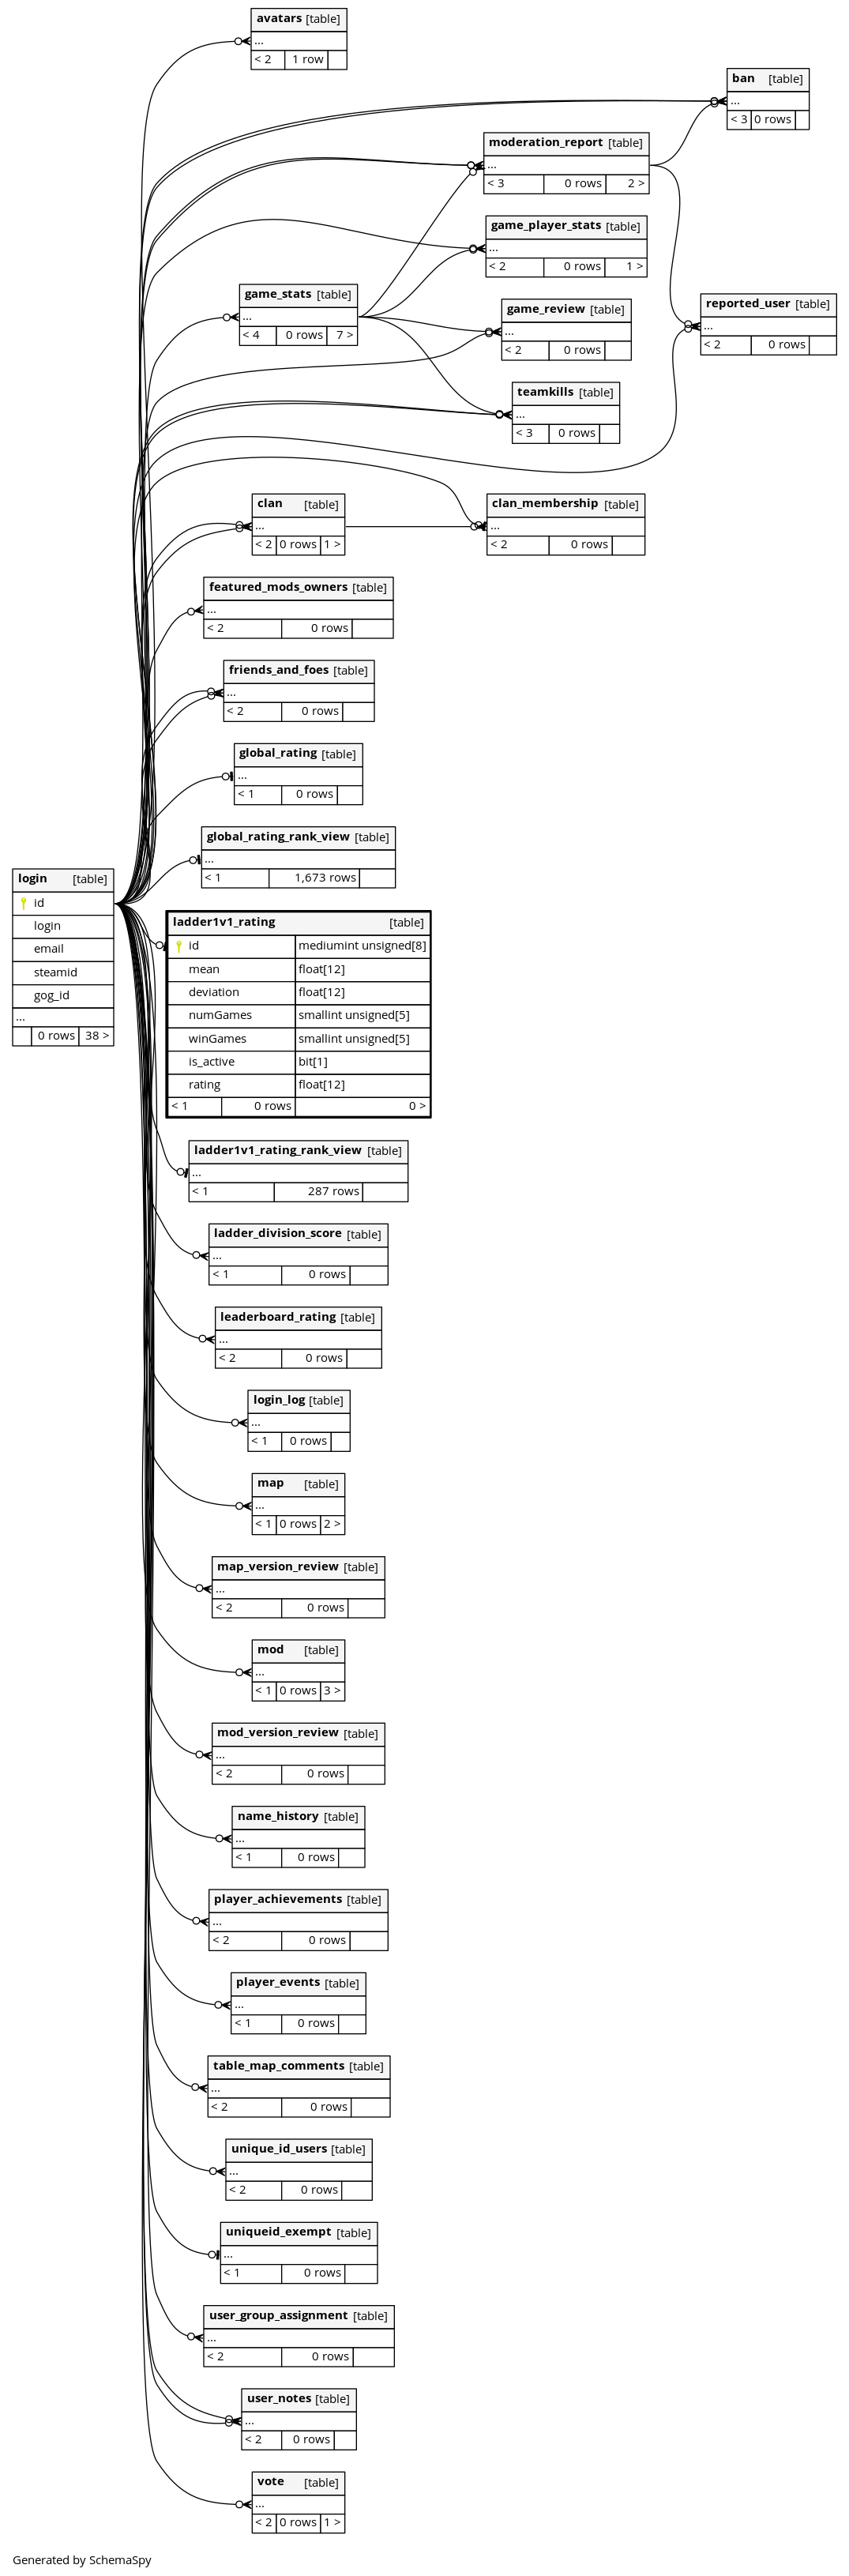 avatars [table]
...
< 2 1 row
ban [table]
...
< 3 0 rows
moderation_report [table]
...
< 3 0 rows 2 >
game_player_stats [table]
...
< 2 0 rows 1 >
game_stats [table]
...
< 4 0 rows 7 >
game_review [table]
...
< 2 0 rows
reported_user [table]
...
< 2 0 rows
teamkills [table]
...
< 3 0 rows
clan [table]
...
< 2 0 rows 1 >
clan_membership [table]
...
< 2 0 rows
featured_mods_owners [table]
...
< 2 0 rows
friends_and_foes [table]
...
< 2 0 rows
global_rating [table]
...
< 1 0 rows
global_rating_rank_view [table]
...
< 1 1,673 rows
login [table]
id
login
email
steamid
gog_id
...
0 rows 38 >
ladder1v1_rating [table]
id mediumint unsigned[8]
mean float[12]
deviation float[12]
numGames smallint unsigned[5]
winGames smallint unsigned[5]
is_active bit[1]
rating float[12]
< 1 0 rows 0 >
ladder1v1_rating_rank_view [table]
...
< 1 287 rows
ladder_division_score [table]
...
< 1 0 rows
leaderboard_rating [table]
...
< 2 0 rows
login_log [table]
...
< 1 0 rows
map [table]
...
< 1 0 rows 2 >
map_version_review [table]
...
< 2 0 rows
mod [table]
...
< 1 0 rows 3 >
mod_version_review [table]
...
< 2 0 rows
name_history [table]
...
< 1 0 rows
player_achievements [table]
...
< 2 0 rows
player_events [table]
...
< 1 0 rows
table_map_comments [table]
...
< 2 0 rows
unique_id_users [table]
...
< 2 0 rows
uniqueid_exempt [table]
...
< 1 0 rows
user_group_assignment [table]
...
< 2 0 rows
user_notes [table]
...
< 2 0 rows
vote [table]
...
< 2 0 rows 1 >
Generated by SchemaSpy